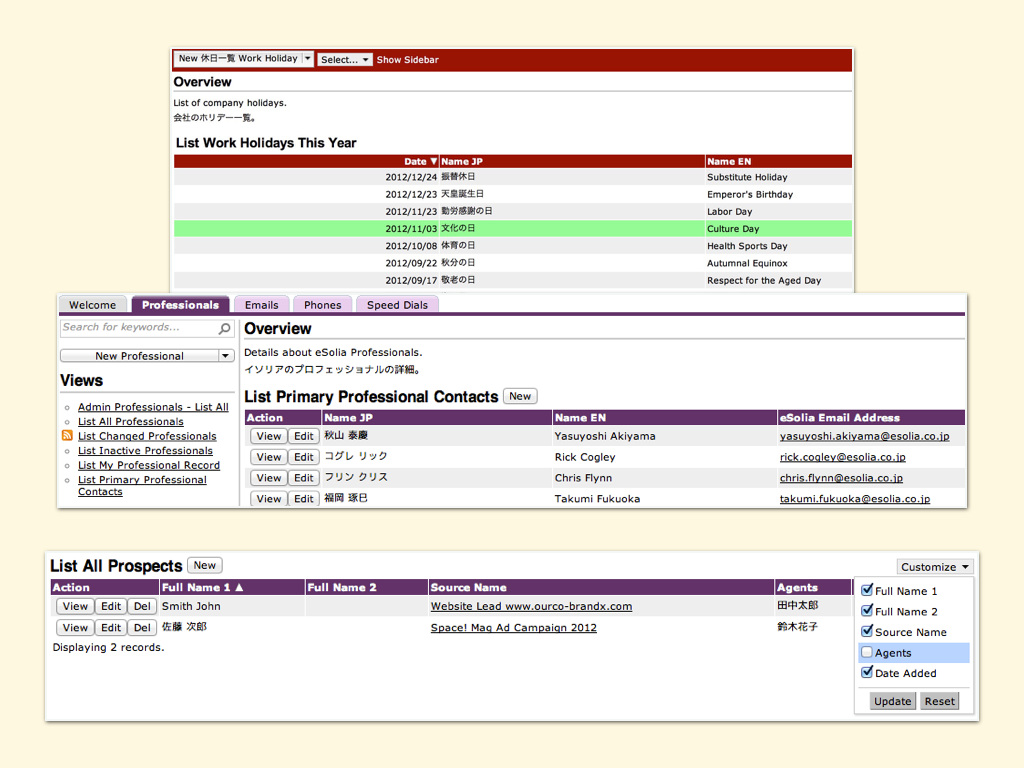 New 休日一覧 Work Holiday Select... Show Sidebar
Overview
List of company holidays.
会社のホリデー一覧。
List Work Holidays This Year
Date ▼ Name JP Name EN
2012/12/24 振替休日 Substitute Holiday
2012/12/23 天皇誕生日 Emperor's Birthday
2012/11/23 勤労感謝の日 Labor Day
2012/11/03 文化の日 Culture Day
2012/10/08 体育の日 Health Sports Day
2012/09/22 秋分の日 Autumnal Equinox
2012/09/17 敬老の日 Respect for the Aged Day
Welcome Professionals Emails Phones Speed Dials
Search for keywords...
New Professional
Views
Admin Professionals - List All
List All Professionals
List Changed Professionals
List Inactive Professionals
List My Professional Record
List Primary Professional
Contacts
Overview
Details about eSolia Professionals.
イソリアのプロフェッショナルの詳細。
List Primary Professional Contacts New
Action Name JP Name EN eSolia Email Address
View Edit 秋山 泰慶 Yasuyoshi Akiyama yasuyoshi.akiyama@esolia.co.jp
View Edit コグレ リック Rick Cogley rick.cogley@esolia.co.jp
View Edit フリン クリス Chris Flynn chris.flynn@esolia.co.jp
View Edit 福岡 琢巳 Takumi Fukuoka takumi.fukuoka@esolia.co.jp
List All Prospects New
Action Full Name 1 ▲ Full Name 2 Source Name Agents
View Edit Del Smith John Website Lead www.ourco-brandx.com 田中太郎
View Edit Del 佐藤 次郎 Space! Mag Ad Campaign 2012 鈴木花子
Displaying 2 records.
Customize
Full Name 1
Full Name 2
Source Name
Agents
Date Added
Update Reset